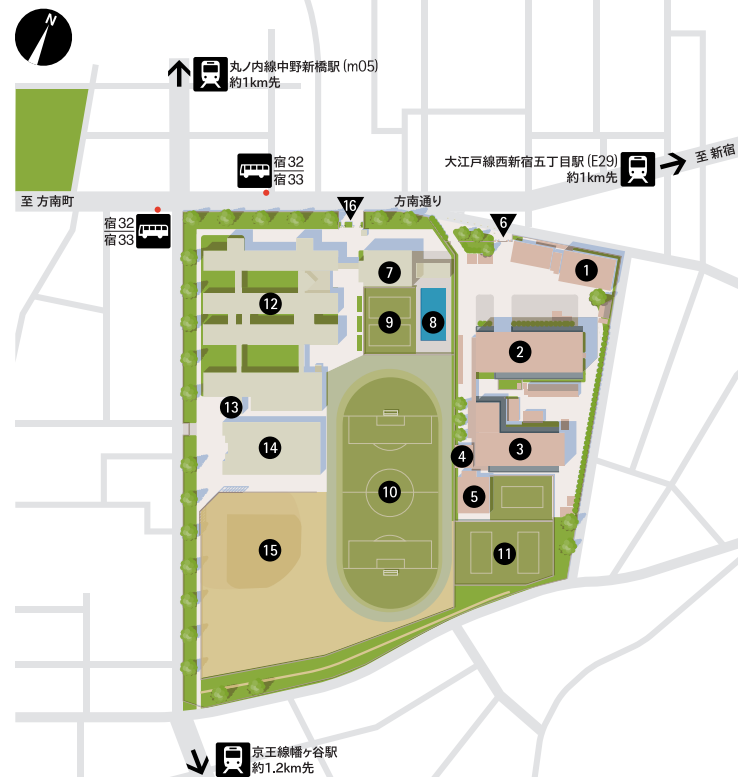 N
丸ノ内線中野新橋駅(m05)
約1km先
宿32
宿33
大江戸線西新宿五丁目駅(E29)
約1km先
至 新宿
至 方南町
方南通り
宿32
宿33
16
6
1
7
12
9
8
2
13
14
3
4
10
5
15
11
京王線幡ヶ谷駅
約1.2km先